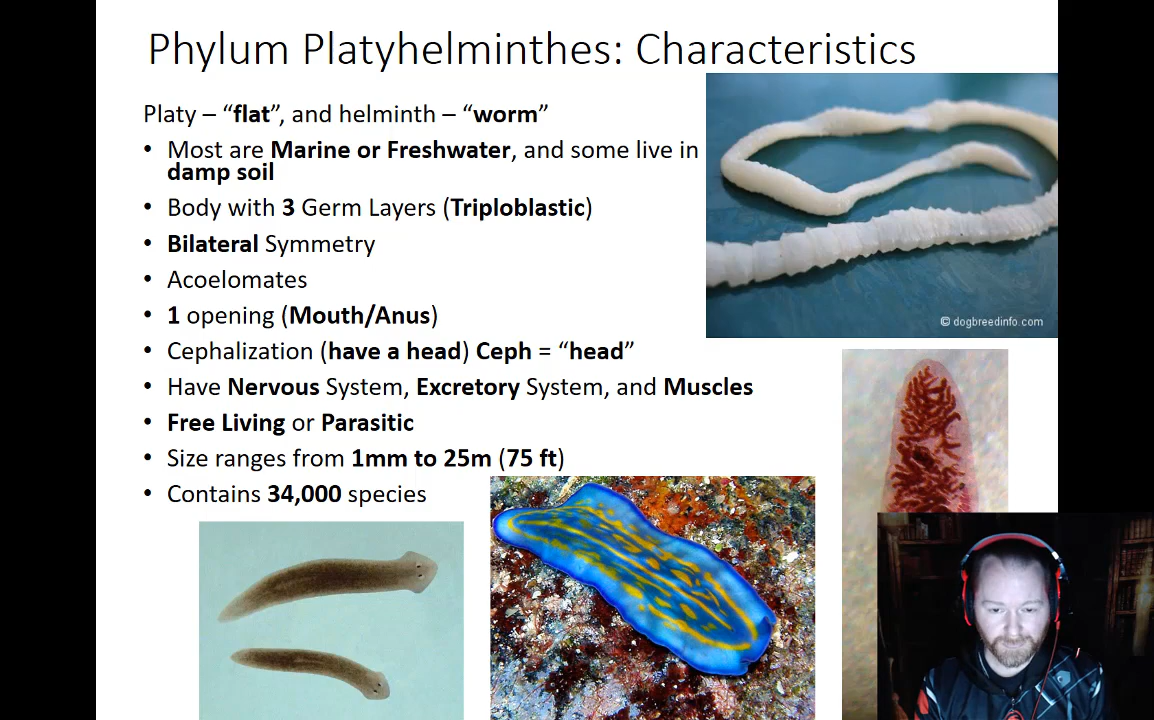 Phylum Platyhelminthes: Characteristics
Platy – “flat”, and helminth – “worm”
• Most are Marine or Freshwater, and some live in
damp soil
• Body with 3 Germ Layers (Triploblastic)
• Bilateral Symmetry
• Acoelomates
• 1 opening (Mouth/Anus)
• Cephalization (have a head) Ceph = “head”
• Have Nervous System, Excretory System, and Muscles
• Free Living or Parasitic
• Size ranges from 1mm to 25m (75 ft)
• Contains 34,000 species
© dogbreedinfo.com